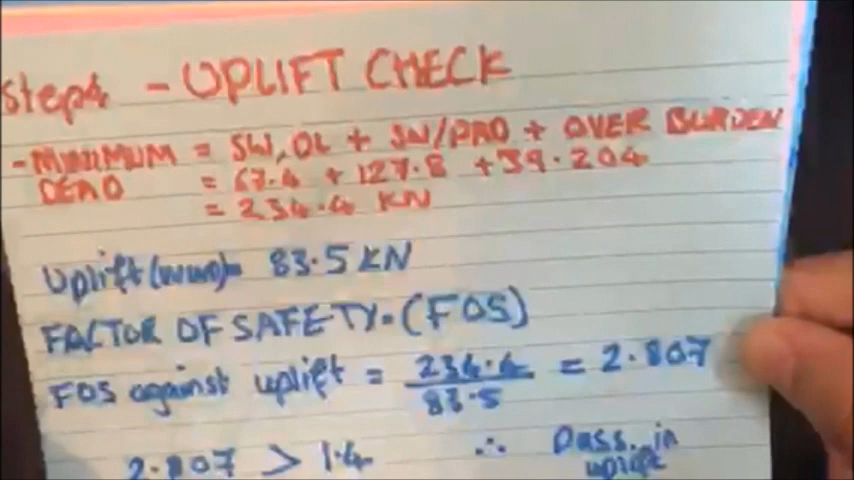 Step4 - UPLIFT CHECK
- MINIMUM = SW, DL + SW/PAD + OVER BURDEN
DEAD = 67.4 + 127.8 + 39.204
= 234.4 KN
Uplift (wind)= 83.5 KN
FACTOR OF SAFETY. (FOS)
FOS against uplift = 234.4 / 83.5 = 2.807
2.807 > 1.4 ∴ Pass in
uplift